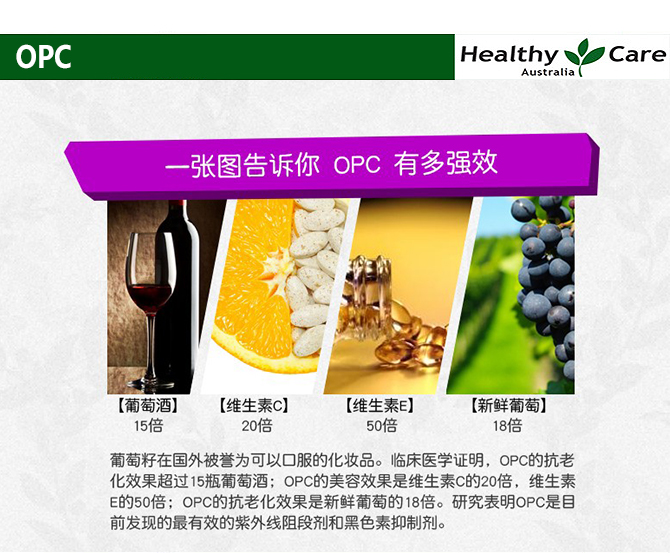 OPC
Healthy Care
Australia
一张图告诉你 OPC 有多强效
【葡萄酒】 【维生素C】 【维生素E】 【新鲜葡萄】
15倍 20倍 50倍 18倍
葡萄籽在国外被誉为可以口服的化妆品。临床医学证明，OPC的抗老
化效果超过15瓶葡萄酒；OPC的美容效果是维生素C的20倍，维生素
E的50倍；OPC的抗老化效果是新鲜葡萄的18倍。研究表明OPC是目
前发现的最有效的紫外线阻段剂和黑色素抑制剂。